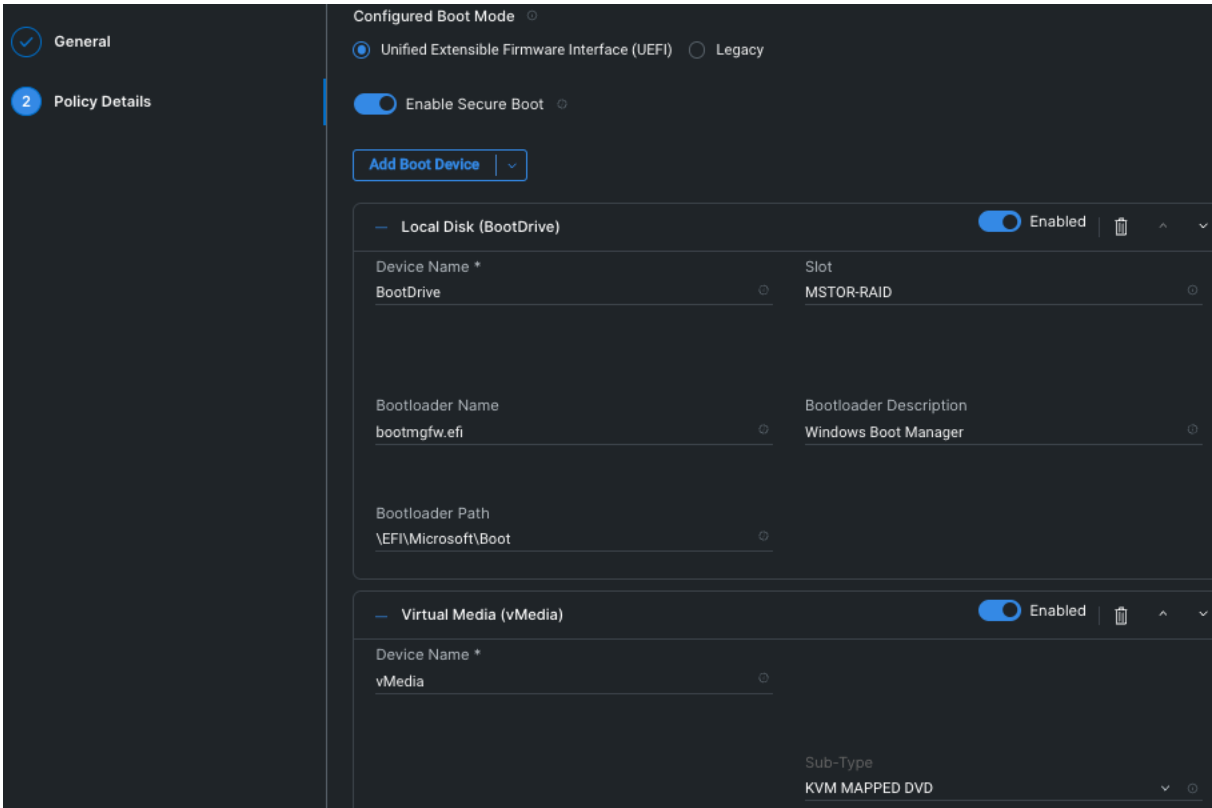 Configured Boot Mode
General
Unified Extensible Firmware Interface (UEFI) Legacy
2 Policy Details
Enable Secure Boot
Add Boot Device
Local Disk (BootDrive) Enabled
Device Name * Slot
BootDrive MSTOR-RAID
Bootloader Name Bootloader Description
bootmgfw.efi Windows Boot Manager
Bootloader Path
\EFI\Microsoft\Boot
Virtual Media (vMedia) Enabled
Device Name *
vMedia
Sub-Type
KVM MAPPED DVD